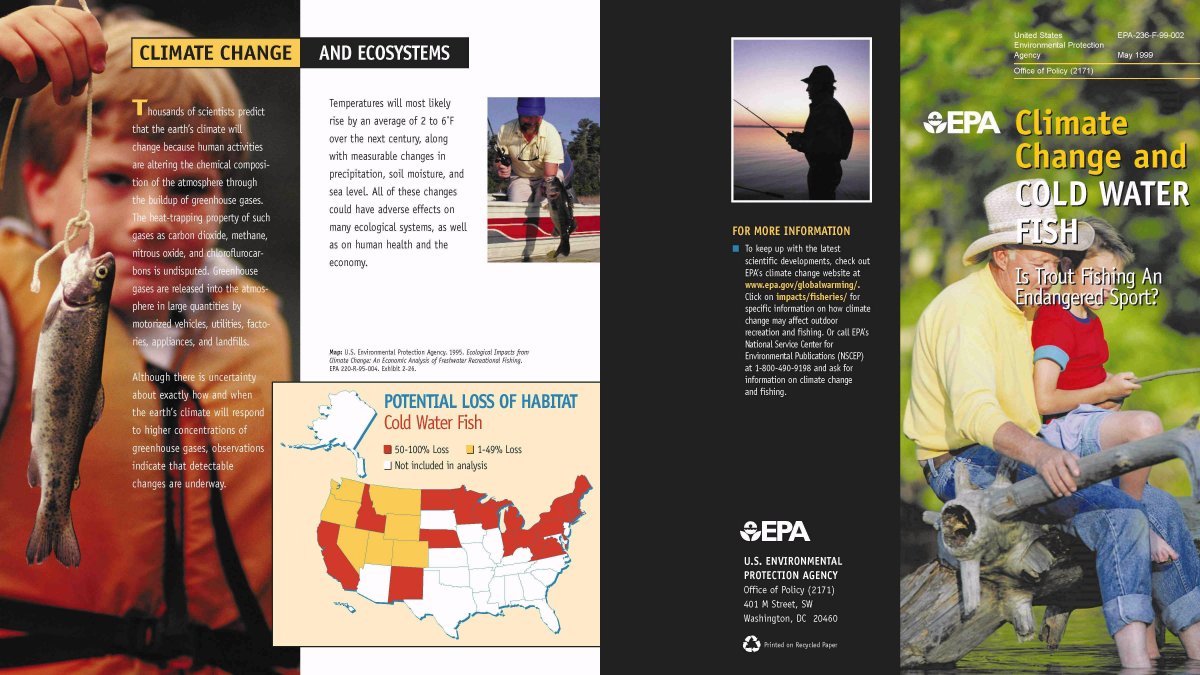 CLIMATE CHANGE AND ECOSYSTEMS
Thousands of scientists predict
that the earth's climate will
change because human activities
are altering the chemical composi-
tion of the atmosphere through
the buildup of greenhouse gases.
The heat-trapping property of such
gases as carbon dioxide, methane,
nitrous oxide, and chloroflurocar-
bons is undisputed. Greenhouse
gases are released into the atmos-
phere in large quantities by
motorized vehicles, utilities, facto-
ries, appliances, and landfills.
Although there is uncertainty
about exactly how and when
the earth's climate will respond
to higher concentrations of
greenhouse gases, observations
indicate that detectable
changes are underway.
Temperatures will most likely
rise by an average of 2 to 6°F
over the next century, along
with measurable changes in
precipitation, soil moisture, and
sea level. All of these changes
could have adverse effects on
many ecological systems, as well
as on human health and the
economy.
Map: U.S. Environmental Protection Agency. 1995. Ecological Impacts from
Climate Change: An Economic Analysis of Freshwater Recreational Fishing.
EPA 220-R-95-004. Exhibit 2-26.
POTENTIAL LOSS OF HABITAT
Cold Water Fish
50-100% Loss 1-49% Loss
Not included in analysis
FOR MORE INFORMATION
To keep up with the latest
scientific developments, check out
EPA's climate change website at
www.epa.gov/globalwarming/.
Click on impacts/fisheries/ for
specific information on how climate
change may affect outdoor
recreation and fishing. Or call EPA's
National Service Center for
Environmental Publications (NSCEP)
at 1-800-490-9198 and ask for
information on climate change
and fishing.
EPA
U.S. ENVIRONMENTAL
PROTECTION AGENCY
Office of Policy (2171)
401 M Street, SW
Washington, DC 20460
Printed on Recycled Paper
United States EPA-236-F-99-002
Environmental Protection
Agency May 1999
Office of Policy (2171)
EPA
Climate
Change and
COLD WATER
FISH
Is Trout Fishing An
Endangered Sport?